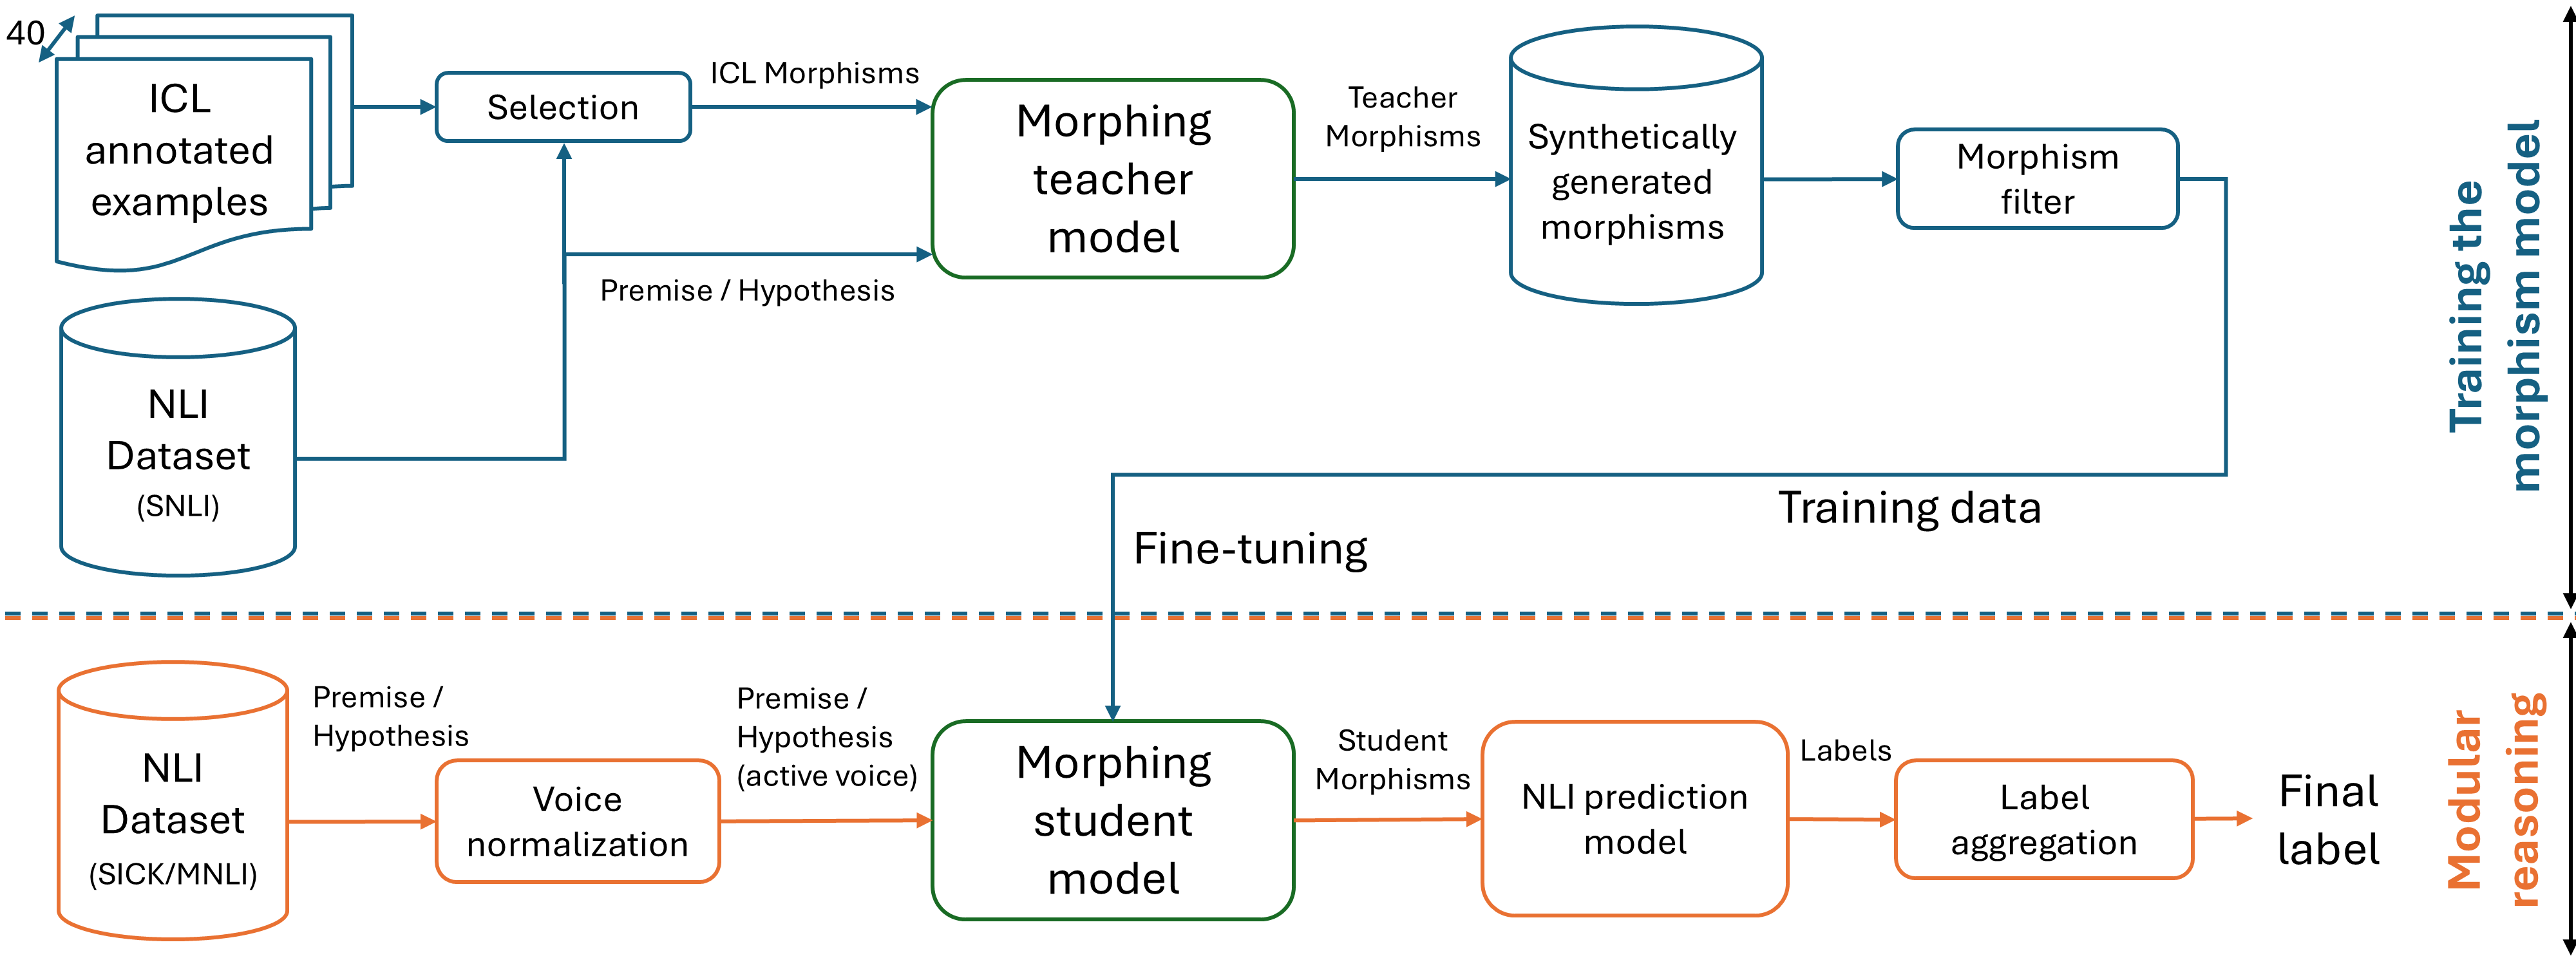 40
ICL
annotated
examples
Selection
ICL Morphisms
Morphing
teacher
model
Teacher
Morphisms
Synthetically
generated
morphisms
Morphism
filter
Premise / Hypothesis
NLI
Dataset
(SNLI)
Training data
Fine-tuning
Training the
morphism model
NLI
Dataset
(SICK/MNLI)
Premise /
Hypothesis
Voice
normalization
Premise /
Hypothesis
(active voice)
Morphing
student
model
Student
Morphisms
NLI prediction
model
Labels
Label
aggregation
Final
label
Modular
reasoning